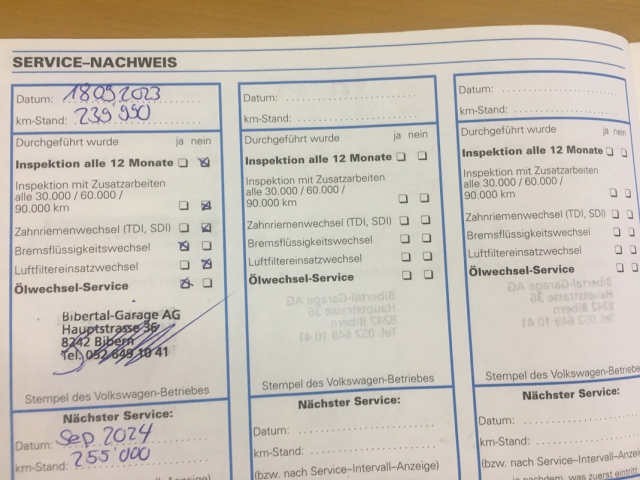 SERVICE–NACHWEIS
Datum: 18 09 2023
km-Stand: 239'990
Durchgeführt wurde ja nein
Inspektion alle 12 Monate ❏ ☒
Inspektion mit Zusatzarbeiten
alle 30.000 / 60.000 /
90.000 km ❏ ☒
Zahnriemenwechsel (TDI, SDI) ❏ ☒
Bremsflüssigkeitswechsel ☒ ❏
Luftfiltereinsatzwechsel ❏ ☒
Ölwechsel-Service ☒ ❏
Bibertal-Garage AG
Hauptstrasse 36
8242 Bibern
Tel. 052 649 10 41
Stempel des Volkswagen-Betriebes
Nächster Service:
Datum: Sep 2024
km-Stand: 255'000
Datum:
km-Stand:
Durchgeführt wurde ja nein
Inspektion alle 12 Monate ❏ ❏
Inspektion mit Zusatzarbeiten
alle 30.000 / 60.000 /
90.000 km ❏ ❏
Zahnriemenwechsel (TDI, SDI) ❏ ❏
Bremsflüssigkeitswechsel ❏ ❏
Luftfiltereinsatzwechsel ❏ ❏
Ölwechsel-Service ❏ ❏
Stempel des Volkswagen-Betriebes
Nächster Service:
Datum:
km-Stand:
(bzw. nach Service–Intervall–Anzeige)
Datum:
km-Stand:
Durchgeführt wurde ja nein
Inspektion alle 12 Monate ❏ ❏
Inspektion mit Zusatzarbeiten
alle 30.000 / 60.000 /
90.000 km ❏ ❏
Zahnriemenwechsel (TDI, SDI) ❏ ❏
Bremsflüssigkeitswechsel ❏ ❏
Luftfiltereinsatzwechsel ❏ ❏
Ölwechsel-Service ❏ ❏
Stempel des Volkswagen-Betriebes
Nächster Service:
Datum:
km-Stand:
(bzw. nach Service–Intervall–Anzeige)
je nachdem, was zuerst eintritt